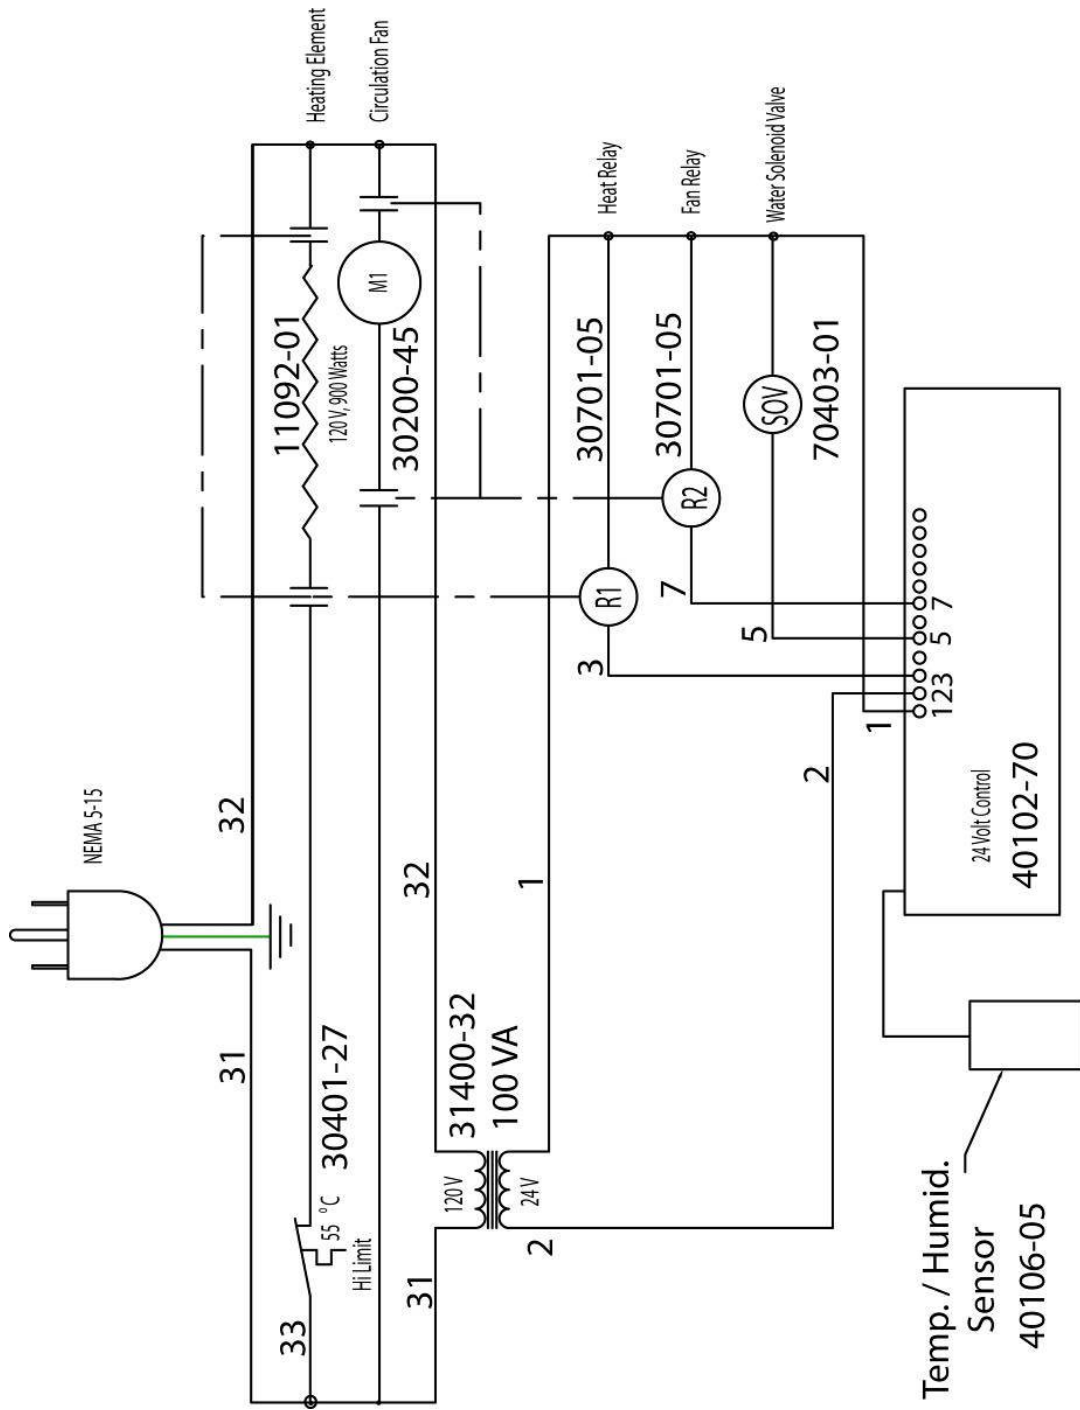 NEMA 5-15
31
32
33
55 °C
Hi Limit
30401-27
11092-01
120 V, 900 Watts
Heating Element
M1
30200-45
Circulation Fan
31
32
120 V
31400-32
24 V
100 VA
2
1
R1
30701-05
Heat Relay
3
R2
30701-05
Fan Relay
7
SOV
70403-01
Water Solenoid Valve
5
2
1
123
5
7
24 Volt Control
40102-70
Temp. / Humid.
Sensor
40106-05